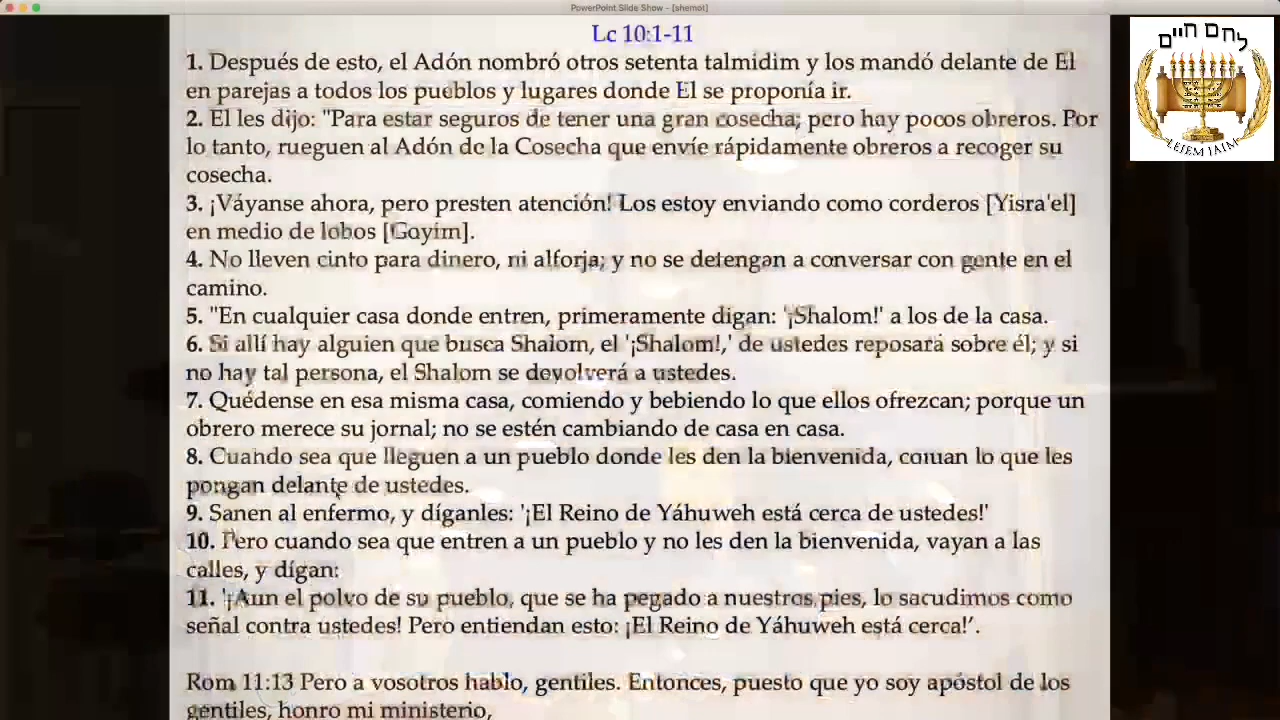 PowerPoint Slide Show - [shemot]
Lc 10:1-11
1. Después de esto, el Adón nombró otros setenta talmidim y los mandó delante de El
en parejas a todos los pueblos y lugares donde El se proponía ir.
2. El les dijo: "Para estar seguros de tener una gran cosecha; pero hay pocos obreros. Por
lo tanto, rueguen al Adón de la Cosecha que envíe rápidamente obreros a recoger su
cosecha.
3. ¡Váyanse ahora, pero presten atención! Los estoy enviando como corderos [Yisra'el]
en medio de lobos [Goyim].
4. No lleven cinto para dinero, ni alforja; y no se detengan a conversar con gente en el
camino.
5. "En cualquier casa donde entren, primeramente digan: '¡Shalom!' a los de la casa.
6. Si allí hay alguien que busca Shalom, el '¡Shalom!,' de ustedes reposará sobre él; y si
no hay tal persona, el Shalom se devolverá a ustedes.
7. Quédense en esa misma casa, comiendo y bebiendo lo que ellos ofrezcan; porque un
obrero merece su jornal; no se estén cambiando de casa en casa.
8. Cuando sea que lleguen a un pueblo donde les den la bienvenida, coman lo que les
pongan delante de ustedes.
9. Sanen al enfermo, y díganles: '¡El Reino de Yáhuweh está cerca de ustedes!'
10. Pero cuando sea que entren a un pueblo y no les den la bienvenida, vayan a las
calles, y dígan:
11. '¡Aun el polvo de su pueblo, que se ha pegado a nuestros pies, lo sacudimos como
señal contra ustedes! Pero entiendan esto: ¡El Reino de Yáhuweh está cerca!'.
Rom 11:13 Pero a vosotros hablo, gentiles. Entonces, puesto que yo soy apóstol de los
gentiles, honro mi ministerio,
לחם חיים
LEJEM JAIM